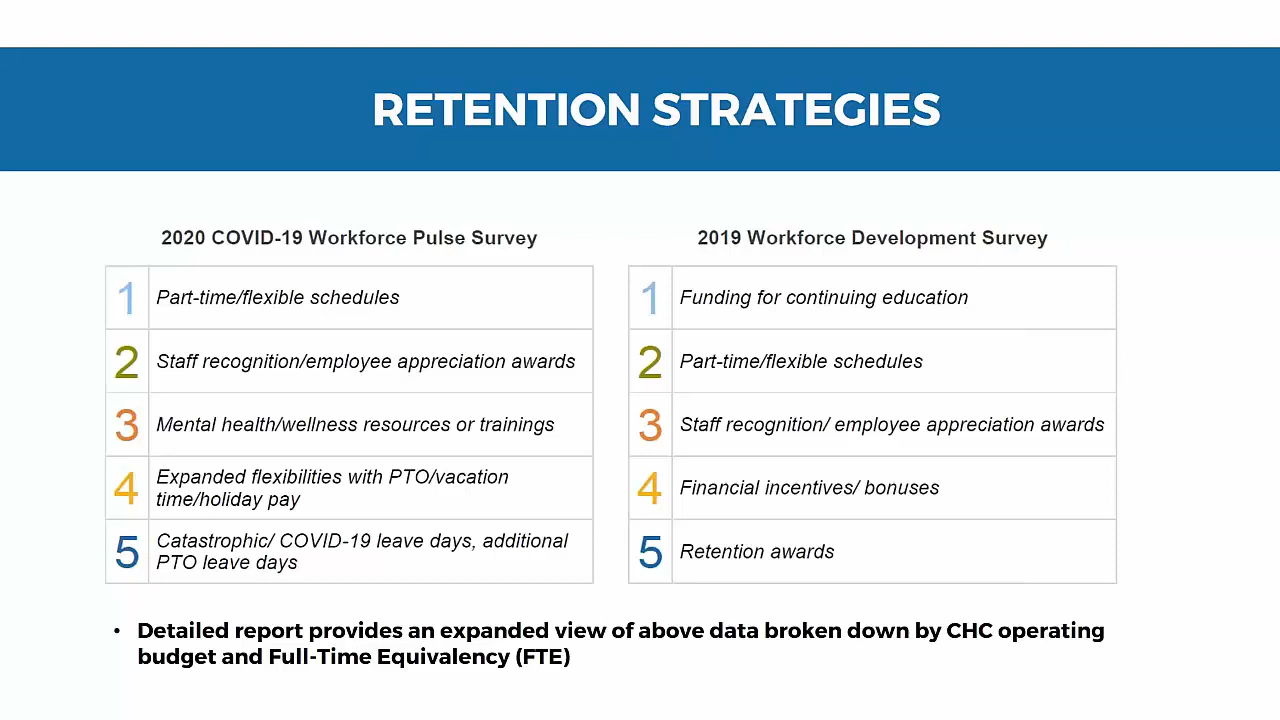 RETENTION STRATEGIES
2020 COVID-19 Workforce Pulse Survey
1 Part-time/flexible schedules
2 Staff recognition/employee appreciation awards
3 Mental health/wellness resources or trainings
4 Expanded flexibilities with PTO/vacation
time/holiday pay
5 Catastrophic/ COVID-19 leave days, additional
PTO leave days
2019 Workforce Development Survey
1 Funding for continuing education
2 Part-time/flexible schedules
3 Staff recognition/ employee appreciation awards
4 Financial incentives/ bonuses
5 Retention awards
• Detailed report provides an expanded view of above data broken down by CHC operating
budget and Full-Time Equivalency (FTE)